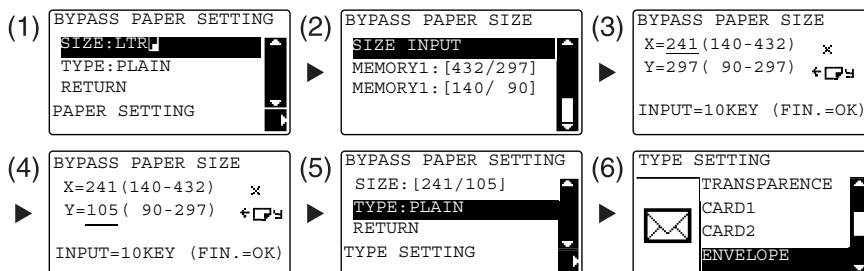 (1)
BYPASS PAPER SETTING
SIZE:LTR
TYPE:PLAIN
RETURN
PAPER SETTING
(2)
BYPASS PAPER SIZE
SIZE INPUT
MEMORY1:[432/297]
MEMORY1:[140/ 90]
(3)
BYPASS PAPER SIZE
X=241(140-432) x
Y=297( 90-297) y
INPUT=10KEY (FIN.=OK)
(4)
BYPASS PAPER SIZE
X=241(140-432) x
Y=105( 90-297) y
INPUT=10KEY (FIN.=OK)
(5)
BYPASS PAPER SETTING
SIZE:[241/105]
TYPE:PLAIN
RETURN
TYPE SETTING
(6)
TYPE SETTING
TRANSPARENCE
CARD1
CARD2
ENVELOPE